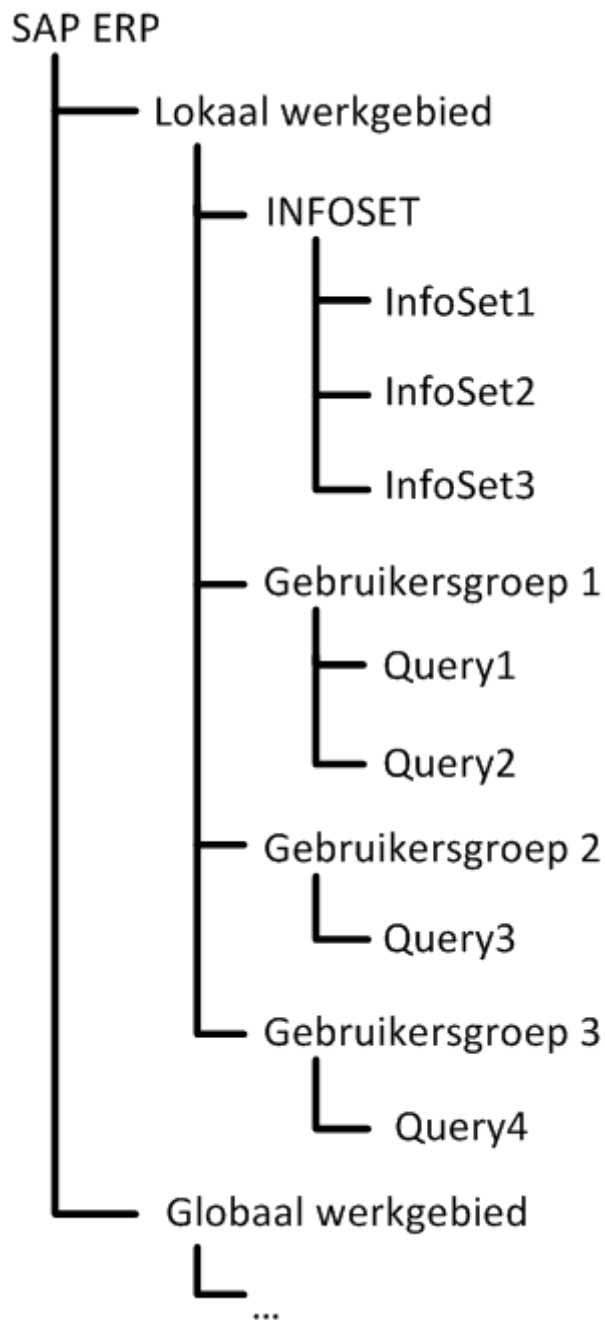 SAP ERP
Lokaal werkgebied
INFOSET
InfoSet1
InfoSet2
InfoSet3
Gebruikersgroep 1
Query1
Query2
Gebruikersgroep 2
Query3
Gebruikersgroep 3
Query4
Globaal werkgebied
...